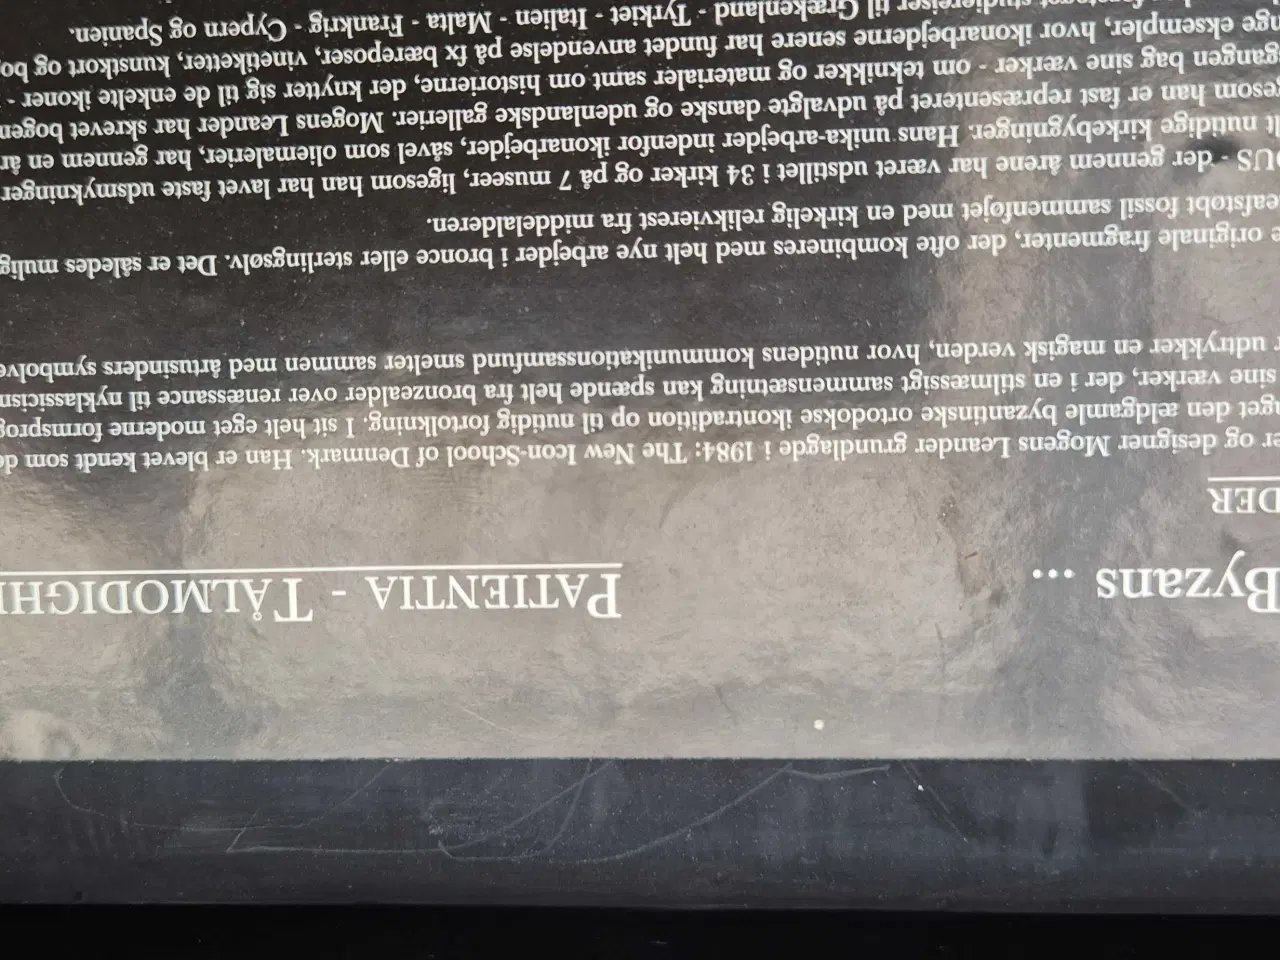 Byzans ... PATIENTIA - TÅLMODIGH
DER
er og designer Mogens Leander grundlagde i 1984: The New Icon-School of Denmark. Han er blevet kendt som de
get den ældgamle byzantinske ortodokse ikontradition op til nutidig fortolkning. I sit helt eget moderne formsprog
sine værker, der i en stilmæssigt sammensætning kan spænde helt fra bronzealder over renæssance til nyklassicism
r udtrykker en magisk verden, hvor nutidens kommunikationssamfund smelter sammen med årtusinders symbolve
e originale fragmenter, der ofte kombineres med helt nye arbejder i bronce eller sterlingsølv. Det er således mulig
eafstøbt fossil sammenføjet med en kirkelig relikvierest fra middelalderen.
US - der gennem årene har været udstillet i 34 kirker og på 7 museer, ligesom han har lavet faste udsmykninger
lt nutidige kirkebygninger. Hans unika-arbejder indenfor ikonarbejder, såvel som oliemalerier, har gennem en år
gesom han er fast repræsenteret på udvalgte danske og udenlandske gallerier. Mogens Leander har skrevet bogen
gangen bag sine værker - om teknikker og materialer samt om historierne, der knytter sig til de enkelte ikoner -
ge eksempler, hvor ikonarbejderne senere har fundet anvendelse på fx bæreposer, vinetiketter, kunstkort og bo
foretaget studierejser til Grækenland - Tyrkiet - Italien - Malta - Frankrig - Cypern og Spanien.